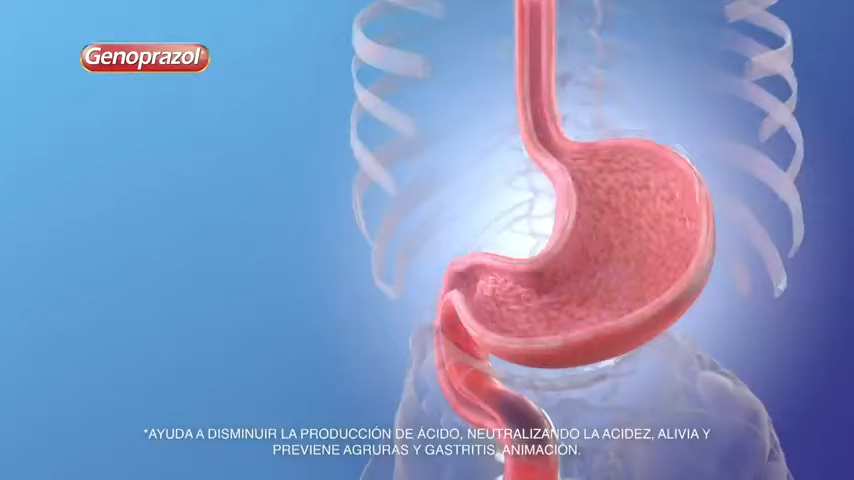 Genoprazol
*AYUDA A DISMINUIR LA PRODUCCIÓN DE ÁCIDO, NEUTRALIZANDO LA ACIDEZ, ALIVIA Y
PREVIENE AGRURAS Y GASTRITIS. ANIMACIÓN.